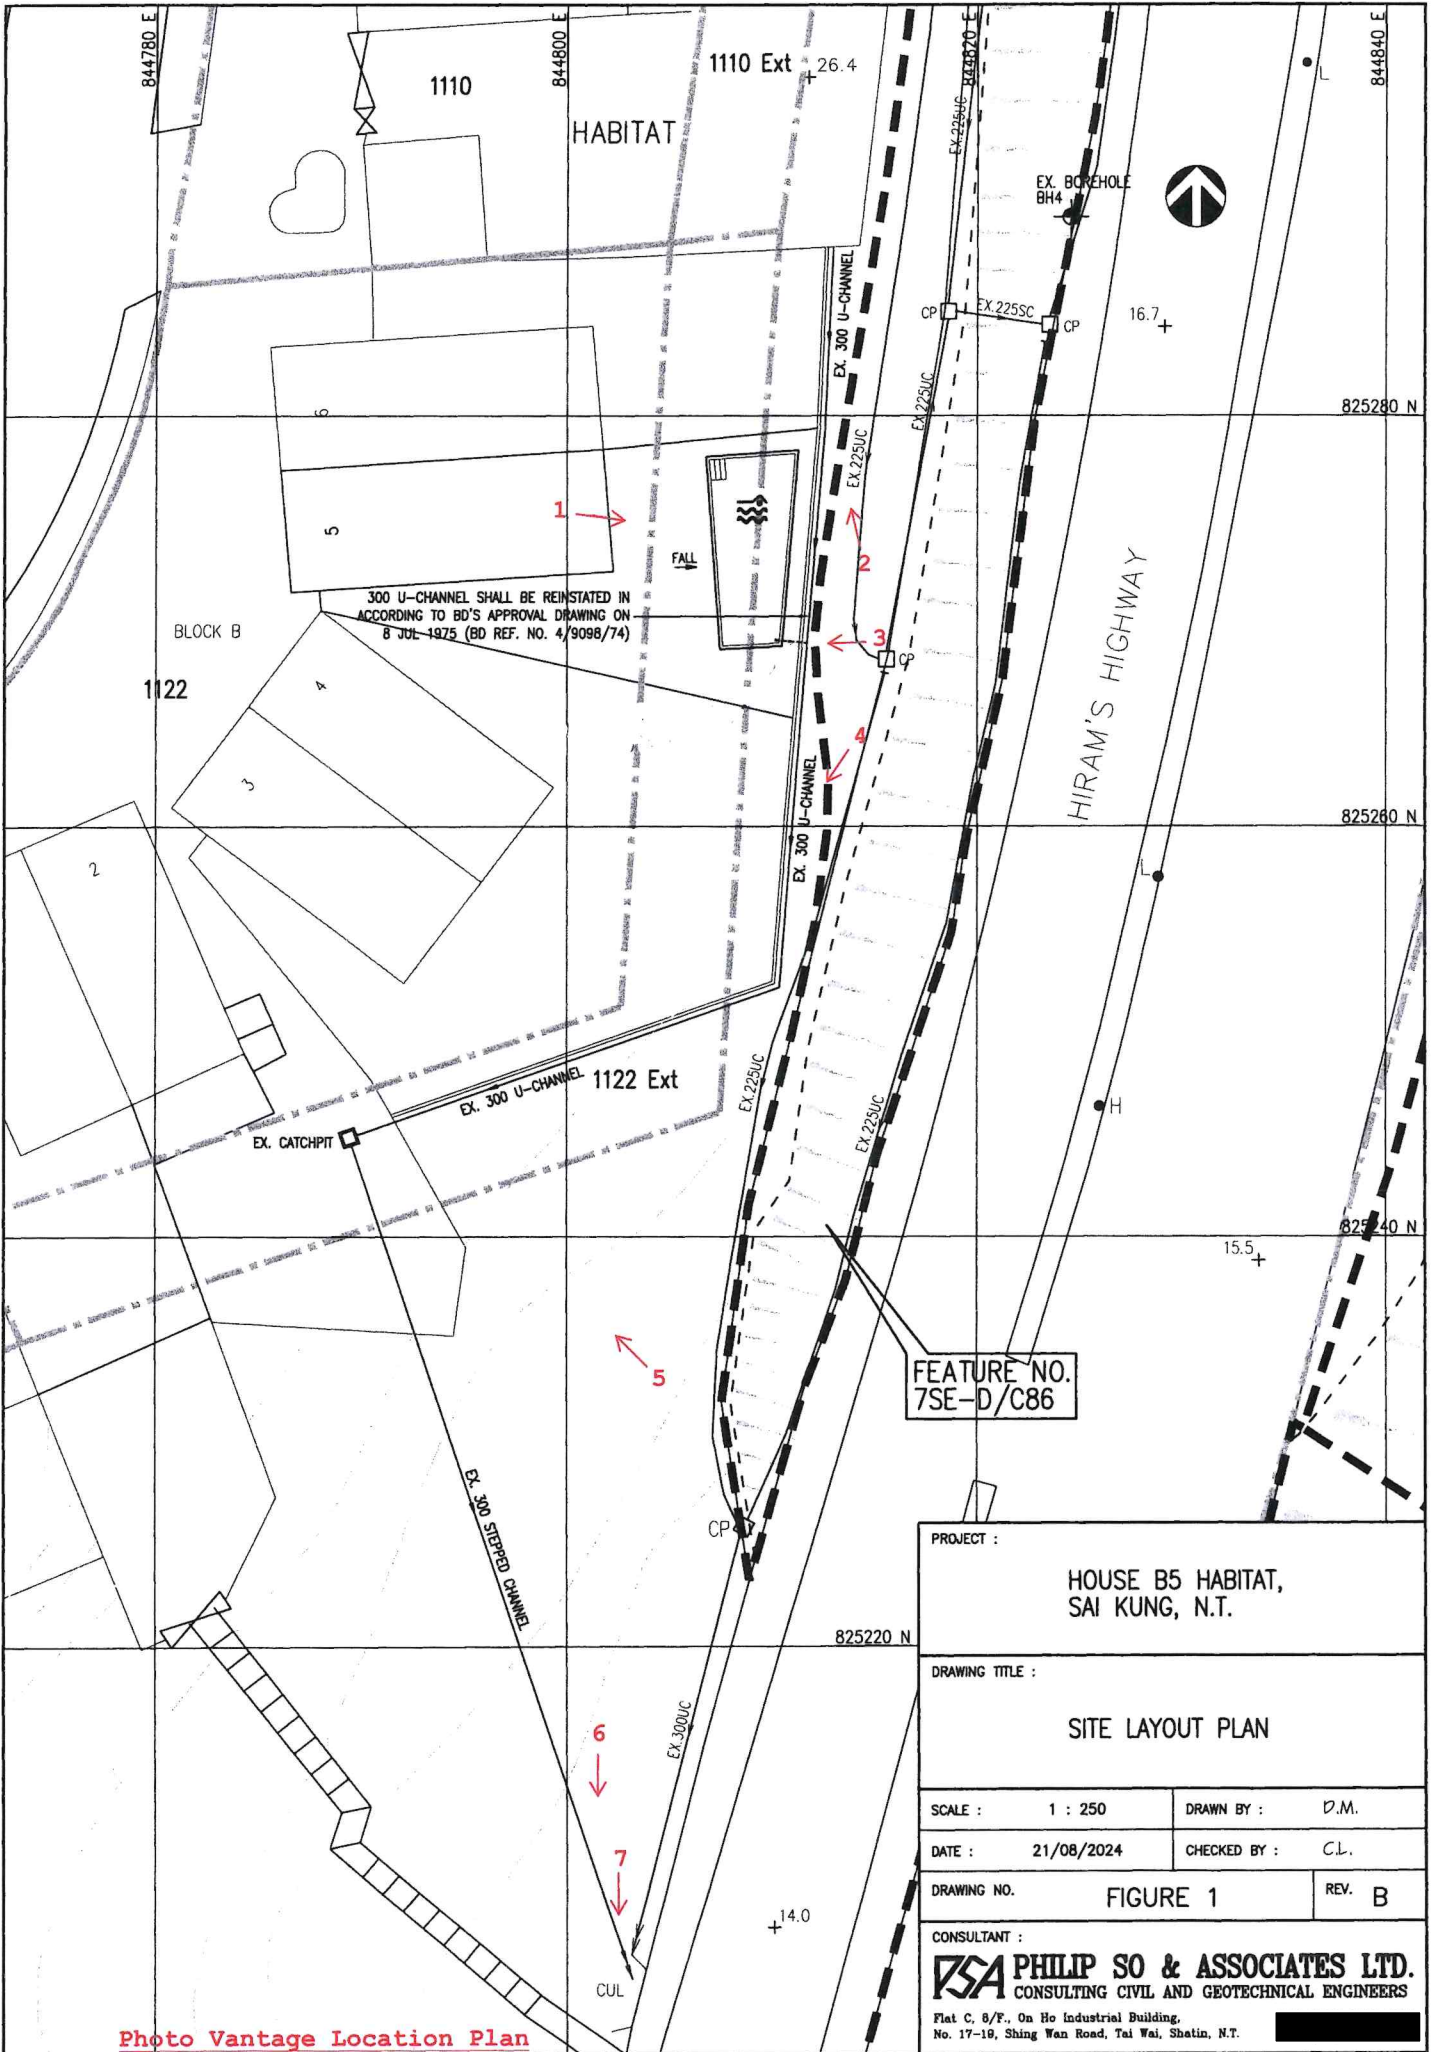 844780 E
844800 E
844820 E
844840 E
1110
1110 Ext
26.4
HABITAT
L
EX.225UC
EX. BOREHOLE
BH4
EX. 300 U-CHANNEL
CP
EX.225SC
CP
16.7
6
EX.225UC
825280 N
EX.225UC
1
5
2
FALL
300 U-CHANNEL SHALL BE REINSTATED IN
ACCORDING TO BD'S APPROVAL DRAWING ON
8 JUL 1975 (BD REF. NO. 4/9098/74)
BLOCK B
3
CP
HIRAM'S HIGHWAY
1122
4
4
3
EX. 300 U-CHANNEL
825260 N
2
L
EX.225UC
EX. 300 U-CHANNEL
1122 Ext
EX.225UC
H
EX. CATCHPIT
825240 N
15.5
5
FEATURE NO.
7SE-D/C86
EX. 300 STEPPED CHANNEL
CP
825220 N
EX.300UC
6
7
14.0
CUL
Photo Vantage Location Plan
PROJECT :
HOUSE B5 HABITAT,
SAI KUNG, N.T.
DRAWING TITLE :
SITE LAYOUT PLAN
SCALE : 1 : 250 DRAWN BY : D.M.
DATE : 21/08/2024 CHECKED BY : C.L.
DRAWING NO. FIGURE 1 REV. B
CONSULTANT :
PSA PHILIP SO & ASSOCIATES LTD.
CONSULTING CIVIL AND GEOTECHNICAL ENGINEERS
Flat C, 8/F., On Ho Industrial Building,
No. 17-19, Shing Wan Road, Tai Wai, Shatin, N.T.